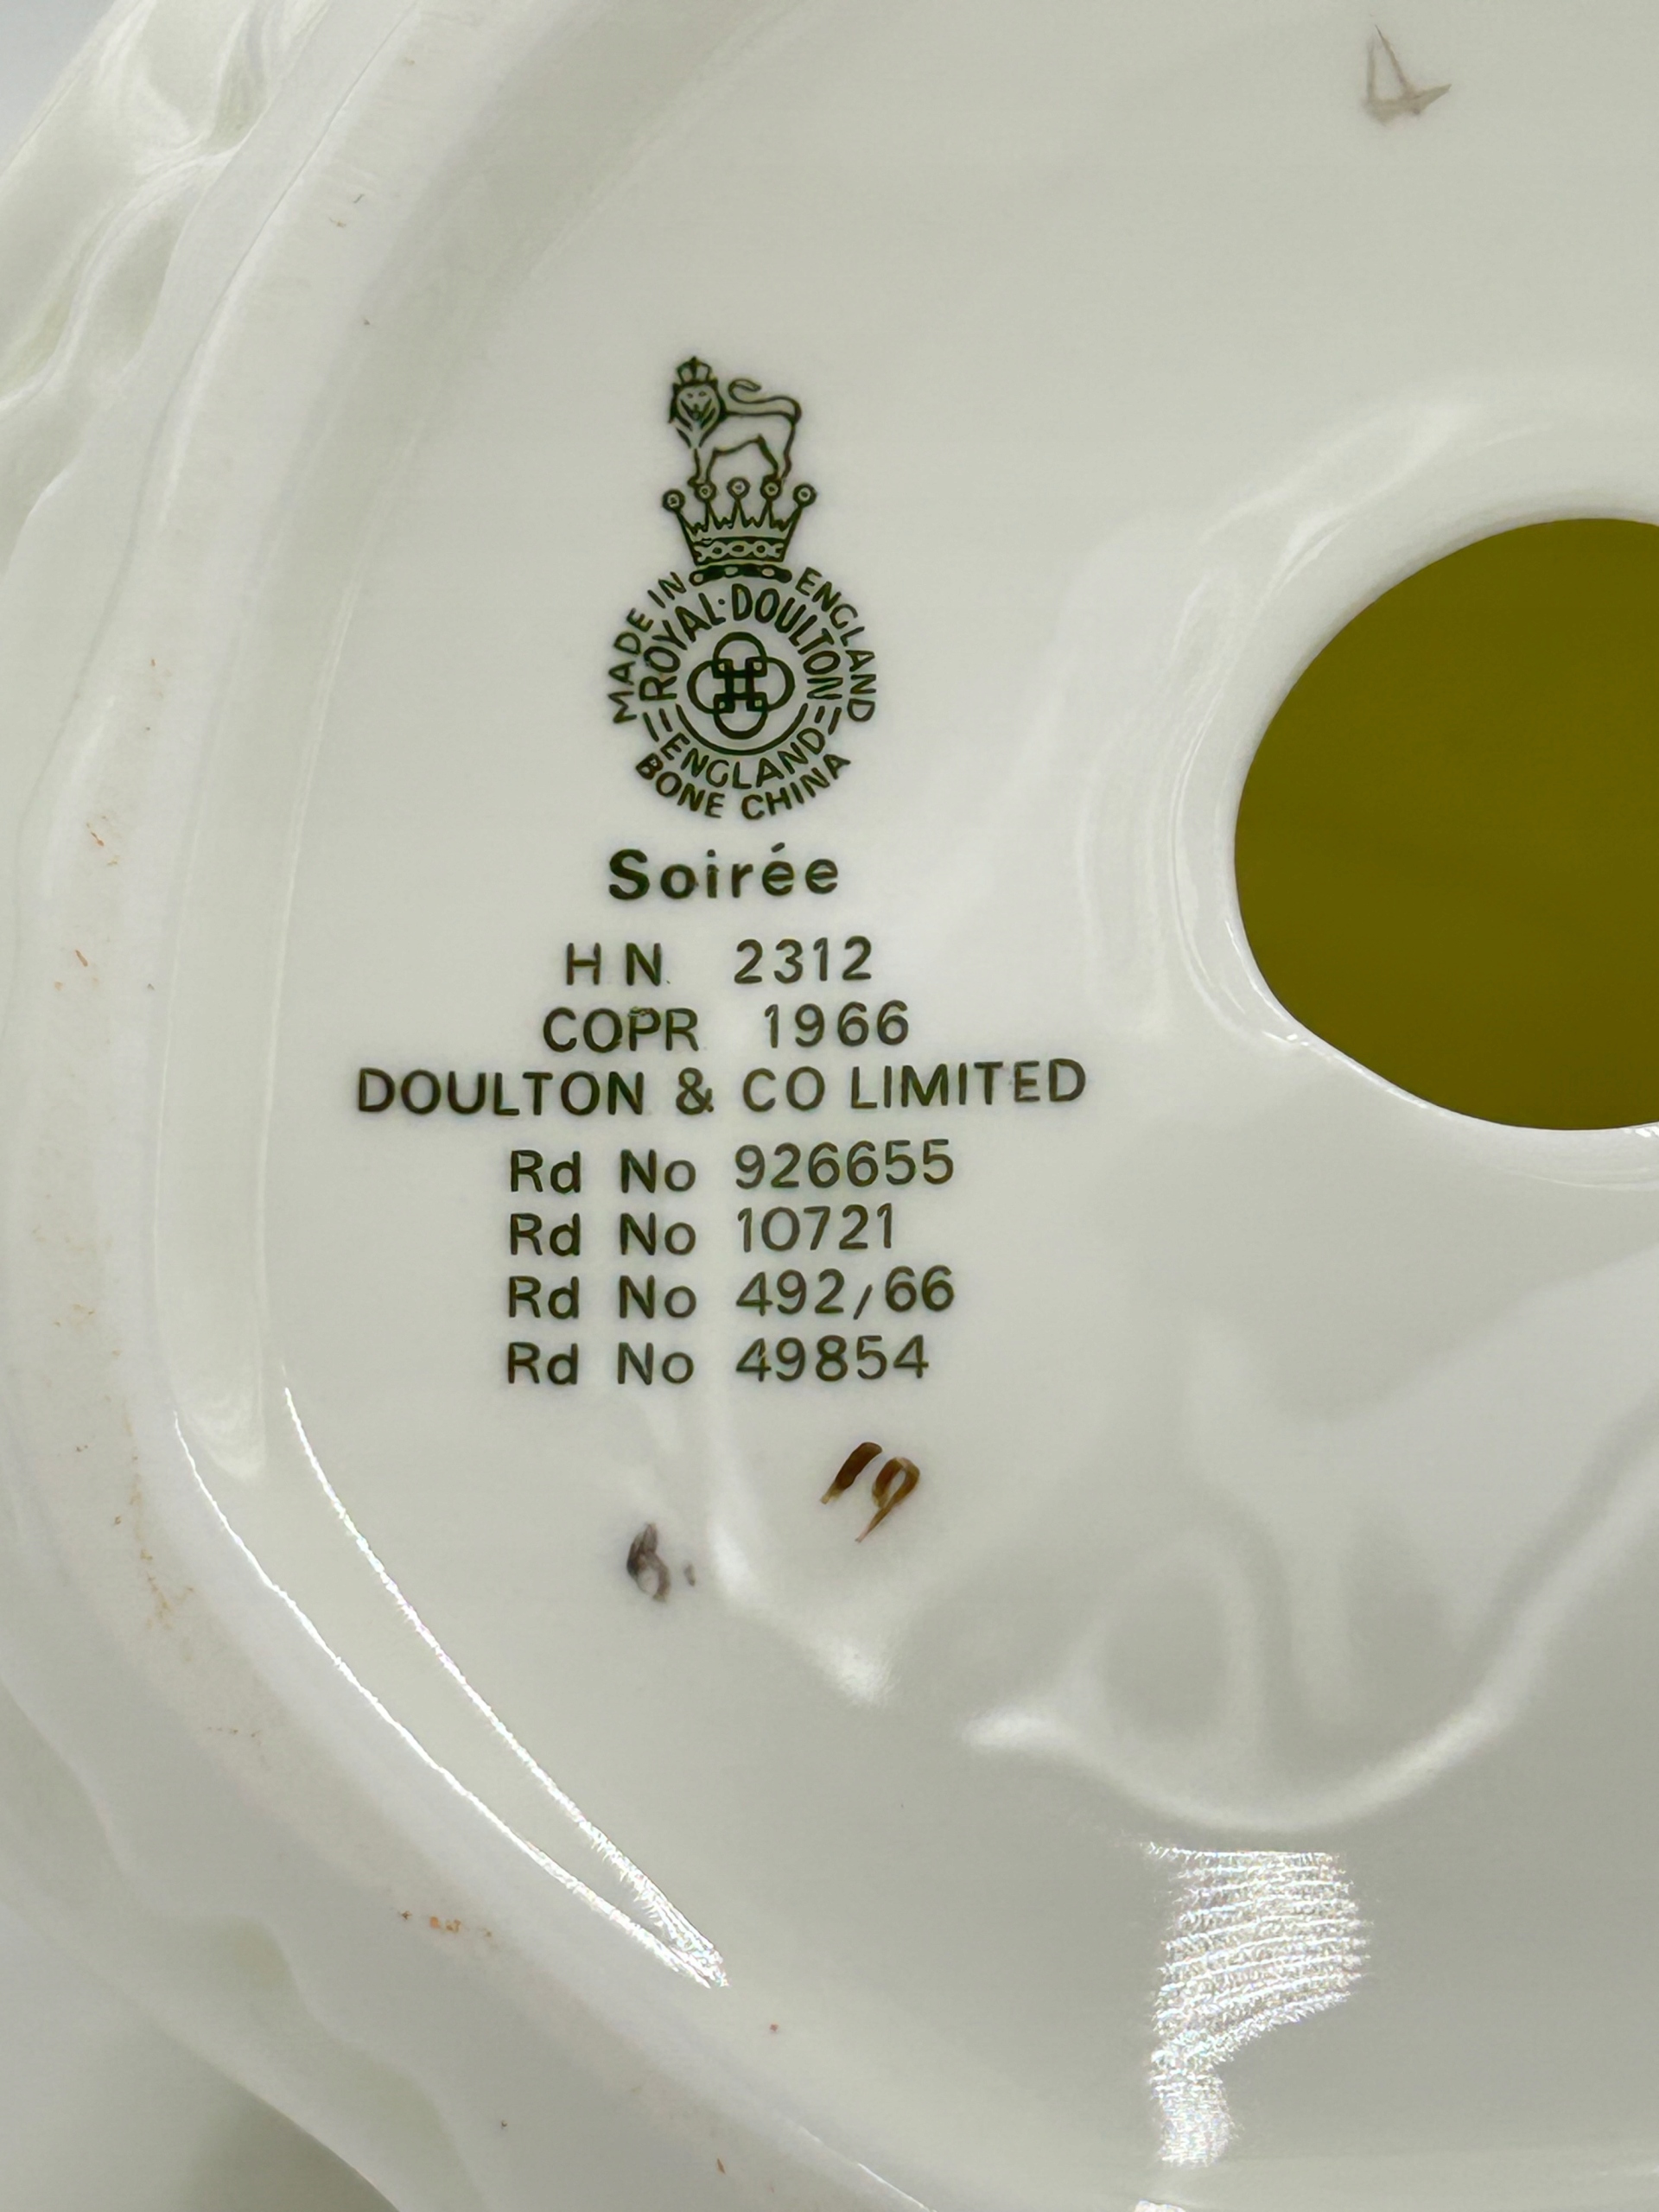 MADE IN ENGLAND
ROYAL·DOULTON
ENGLAND
BONE CHINA
Soirée
HN 2312
COPR 1966
DOULTON & CO LIMITED
Rd No 926655
Rd No 10721
Rd No 492/66
Rd No 49854
19